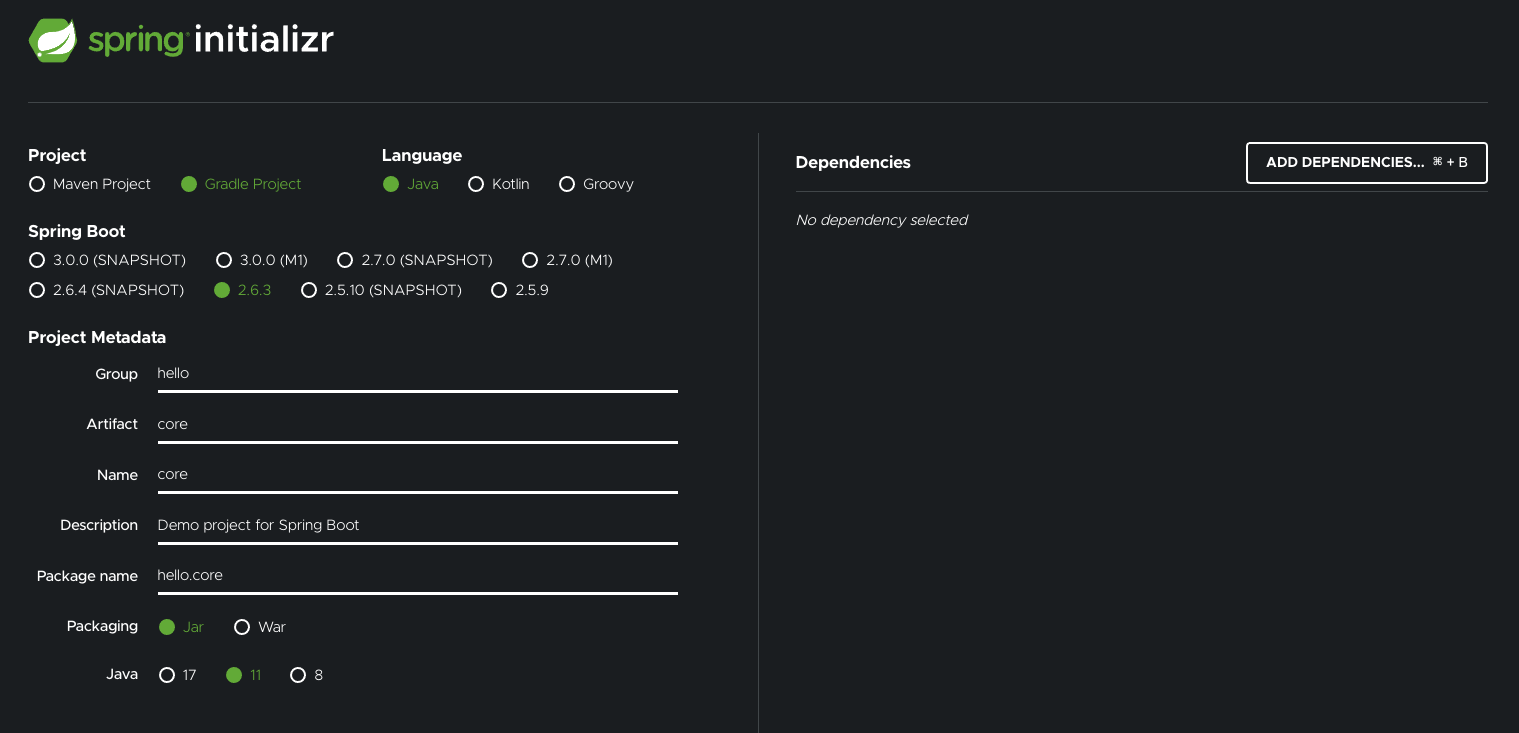 spring initializr
Project
Maven Project Gradle Project
Language
Java Kotlin Groovy
Spring Boot
3.0.0 (SNAPSHOT) 3.0.0 (M1) 2.7.0 (SNAPSHOT) 2.7.0 (M1)
2.6.4 (SNAPSHOT) 2.6.3 2.5.10 (SNAPSHOT) 2.5.9
Project Metadata
Group hello
Artifact core
Name core
Description Demo project for Spring Boot
Package name hello.core
Packaging Jar War
Java 17 11 8
Dependencies
ADD DEPENDENCIES... ⌘ + B
No dependency selected